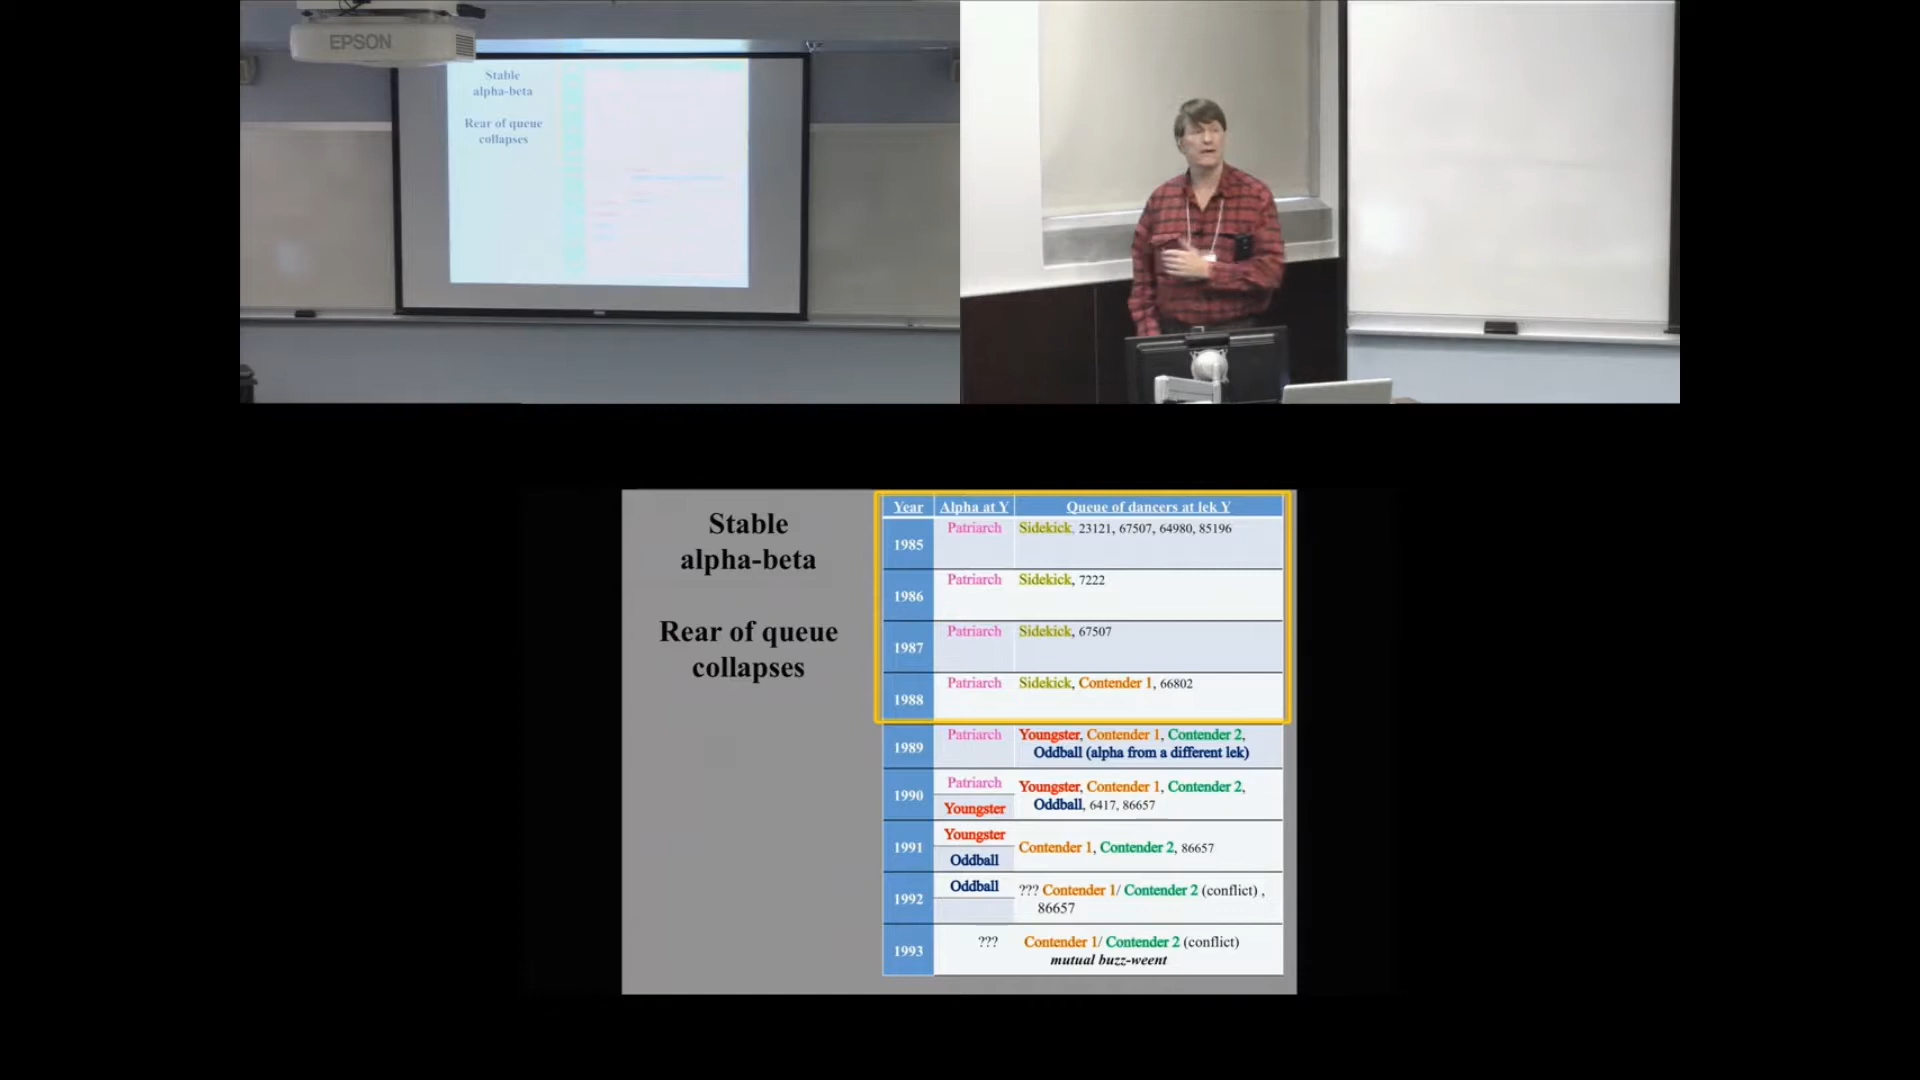 EPSON
Stable
alpha-beta
Rear of queue
collapses
Stable
alpha-beta
Rear of queue
collapses
Year Alpha at Y Queue of dancers at lek Y
1985 Patriarch Sidekick, 23121, 67507, 64980, 85196
1986 Patriarch Sidekick, 7222
1987 Patriarch Sidekick, 67507
1988 Patriarch Sidekick, Contender 1, 66802
1989 Patriarch Youngster, Contender 1, Contender 2,
Oddball (alpha from a different lek)
1990 Patriarch Youngster, Contender 1, Contender 2,
Youngster Oddball, 6417, 86657
1991 Youngster Contender 1, Contender 2, 86657
Oddball
1992 Oddball ??? Contender 1/ Contender 2 (conflict) ,
86657
1993 ??? Contender 1/ Contender 2 (conflict)
mutual buzz-weent